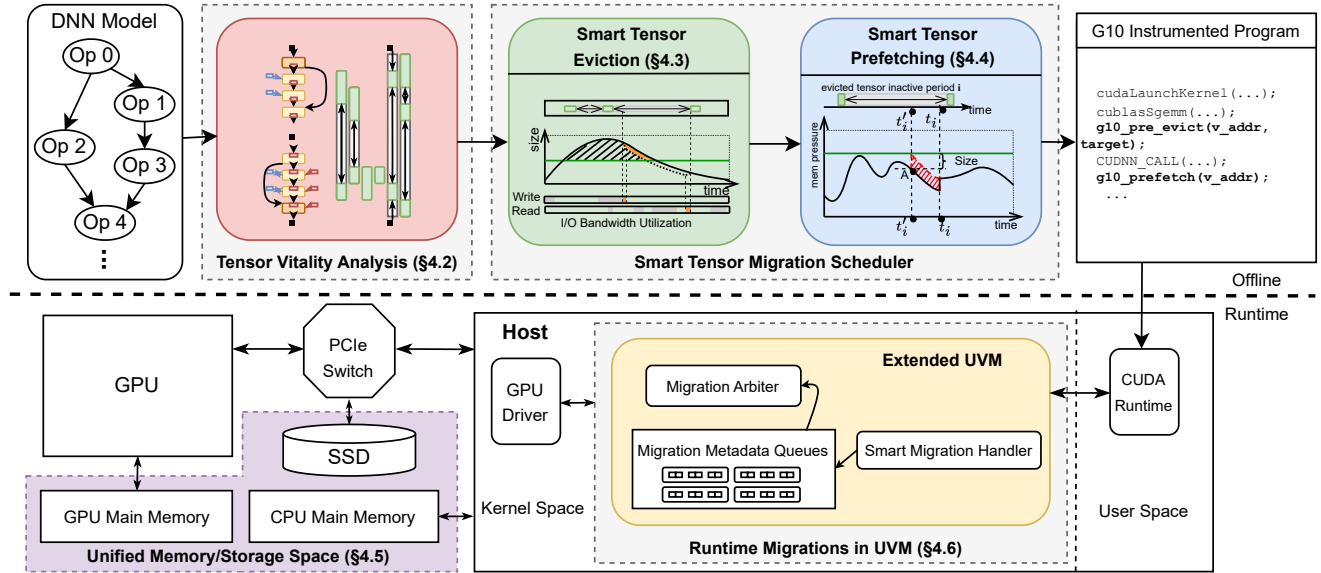 DNN Model
Op 0
Op 1
Op 2
Op 3
Op 4
Tensor Vitality Analysis (§4.2)
Smart Tensor
Eviction (§4.3)
size
time
Write
Read
I/O Bandwidth Utilization
Smart Tensor
Prefetching (§4.4)
evicted tensor inactive period i
time
t'i ti
mem pressure
Size
A
time
t'i ti
Smart Tensor Migration Scheduler
G10 Instrumented Program
cudaLaunchKernel(...);
cublasSgemm(...);
g10_pre_evict(v_addr,
target);
CUDNN_CALL(...);
g10_prefetch(v_addr);
...
Offline
Runtime
GPU
PCIe
Switch
SSD
GPU Main Memory
CPU Main Memory
Unified Memory/Storage Space (§4.5)
Host
GPU
Driver
Kernel Space
Extended UVM
Migration Arbiter
Migration Metadata Queues
Smart Migration Handler
Runtime Migrations in UVM (§4.6)
CUDA
Runtime
User Space